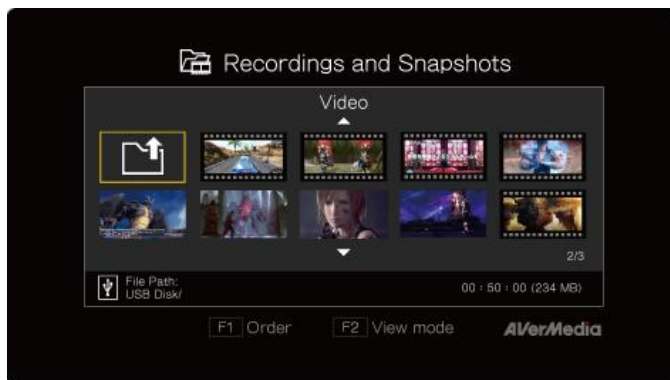 Recordings and Snapshots
Video
2/3
File Path:
USB Disk/
00 : 50 : 00 (234 MB)
F1 Order F2 View mode AVerMedia